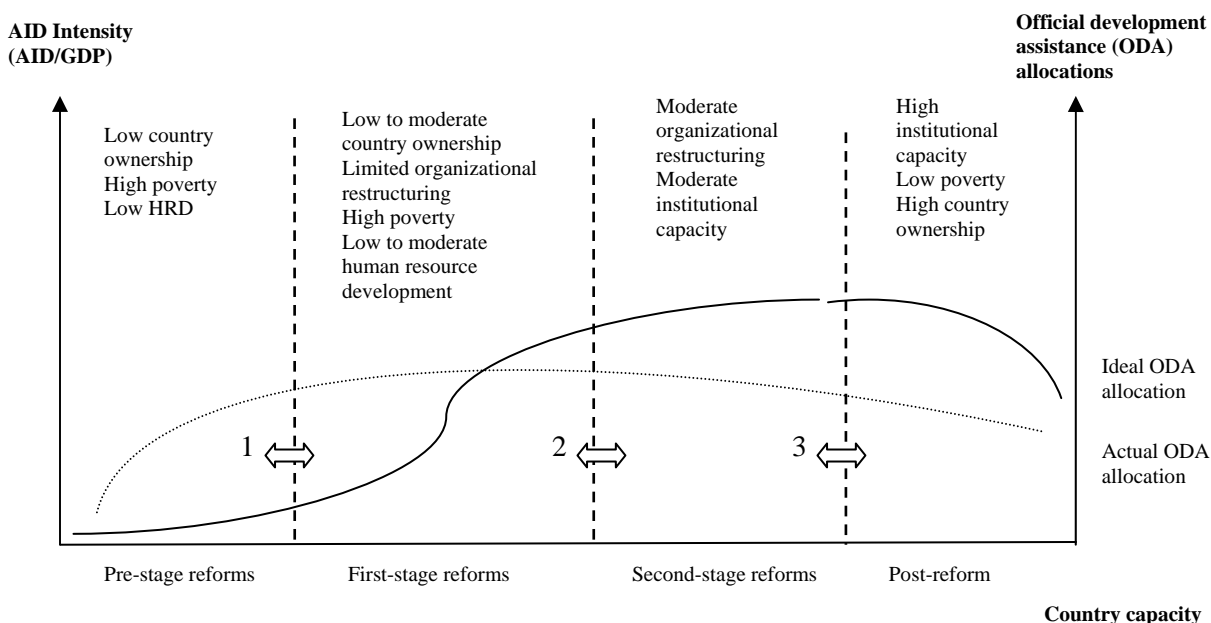 AID Intensity
(AID/GDP)
Official development
assistance (ODA)
allocations
Low country
ownership
High poverty
Low HRD
Low to moderate
country ownership
Limited organizational
restructuring
High poverty
Low to moderate
human resource
development
Moderate
organizational
restructuring
Moderate
institutional
capacity
High
institutional
capacity
Low poverty
High country
ownership
Ideal ODA
allocation
1
2
3
Actual ODA
allocation
Pre-stage reforms
First-stage reforms
Second-stage reforms
Post-reform
Country capacity